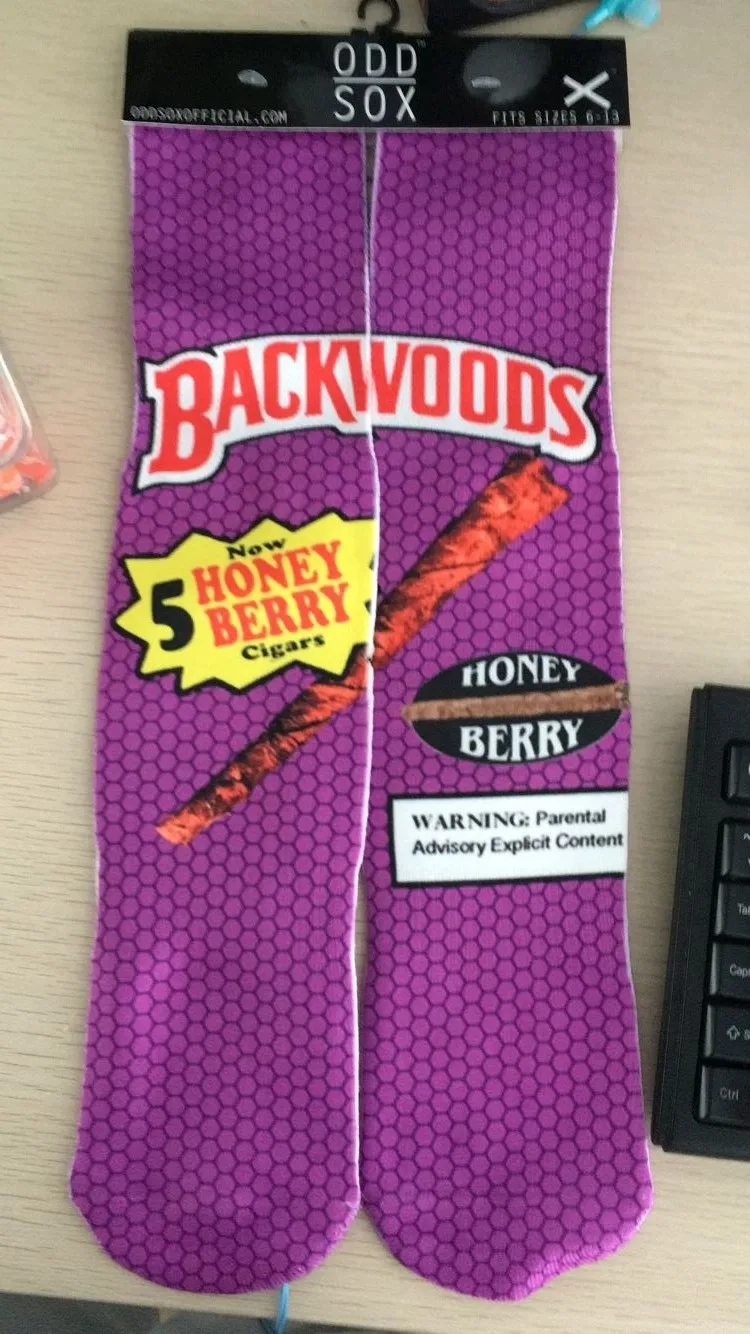 ODD
SOX
ODDSOXOFFICIAL.COM
X
FITS SIZES 6-13
BACKWOODS
Now
5 HONEY
BERRY
Cigars
HONEY
BERRY
WARNING: Parental
Advisory Explicit Content
Ctrl